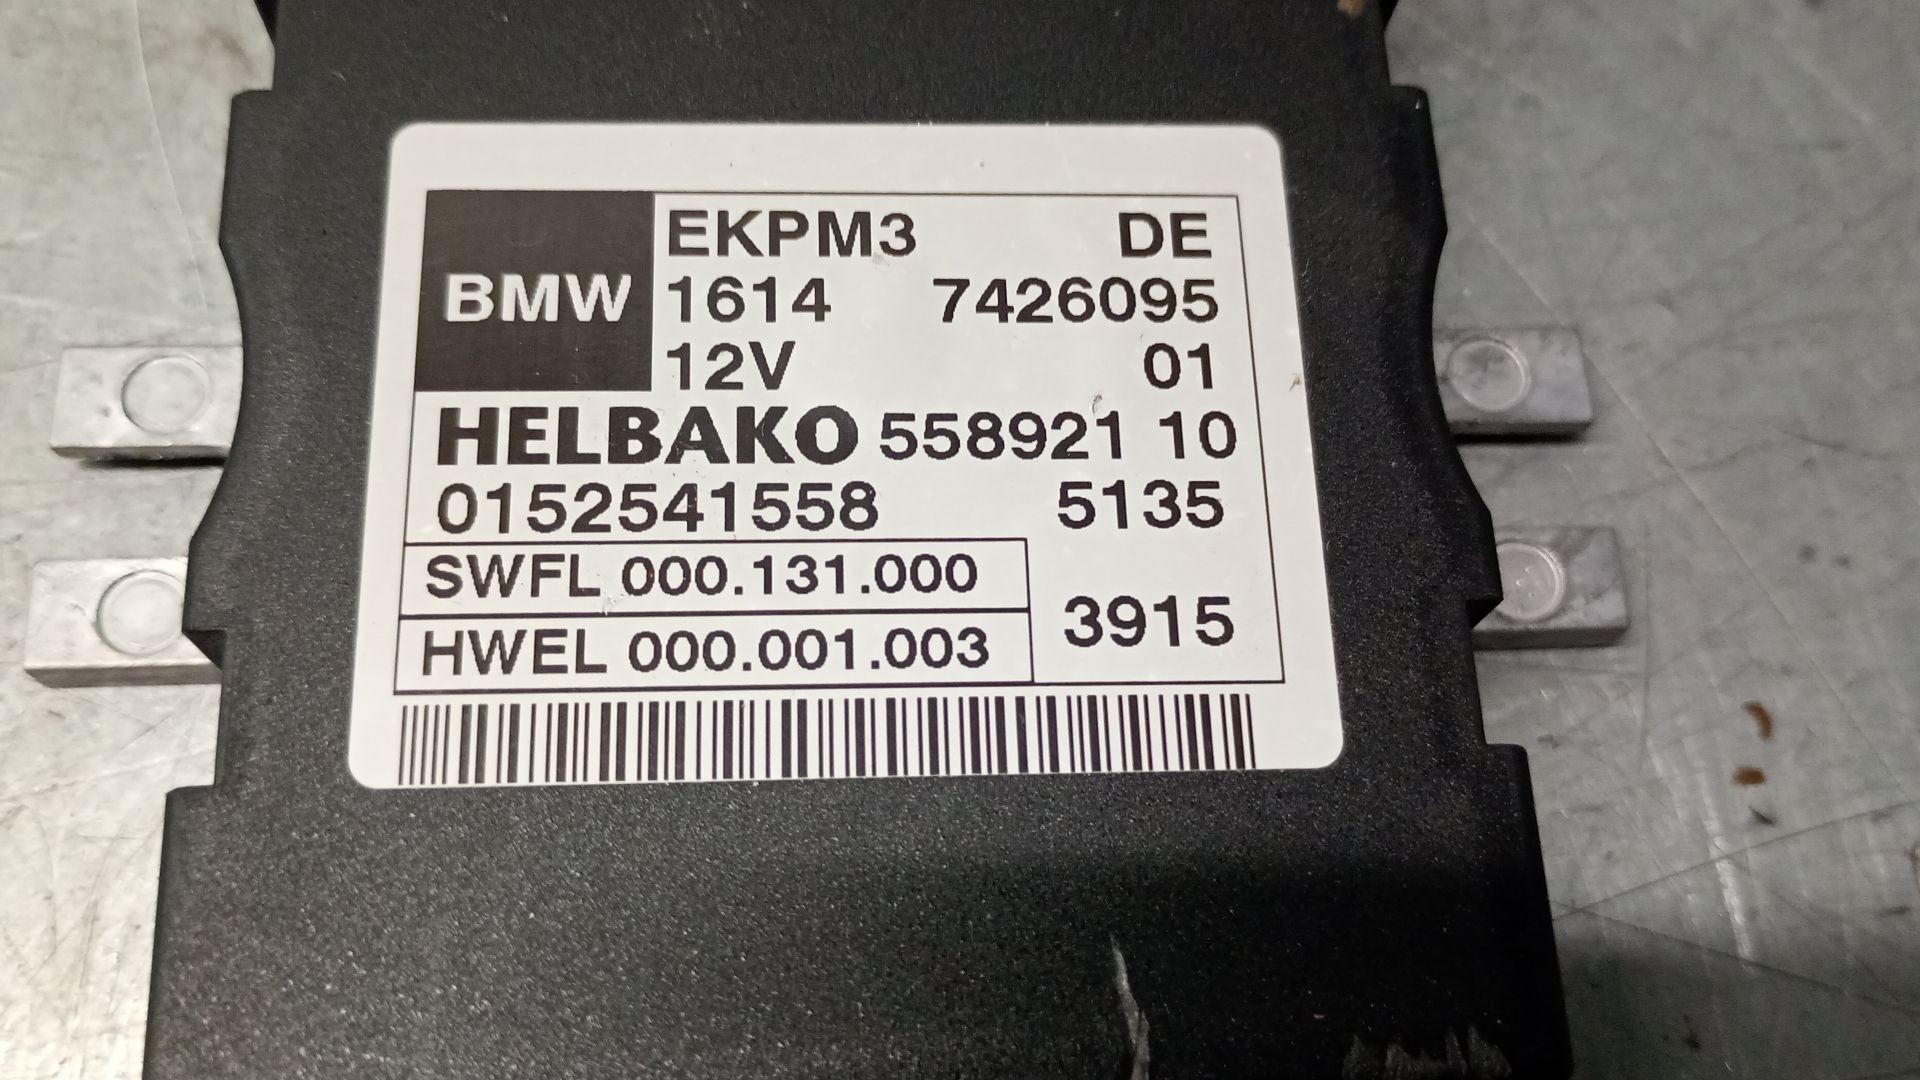 EKPM3 DE
BMW 1614 7426095
12V 01
HELBAKO 558921 10
0152541558 5135
SWFL 000.131.000
3915
HWEL 000.001.003